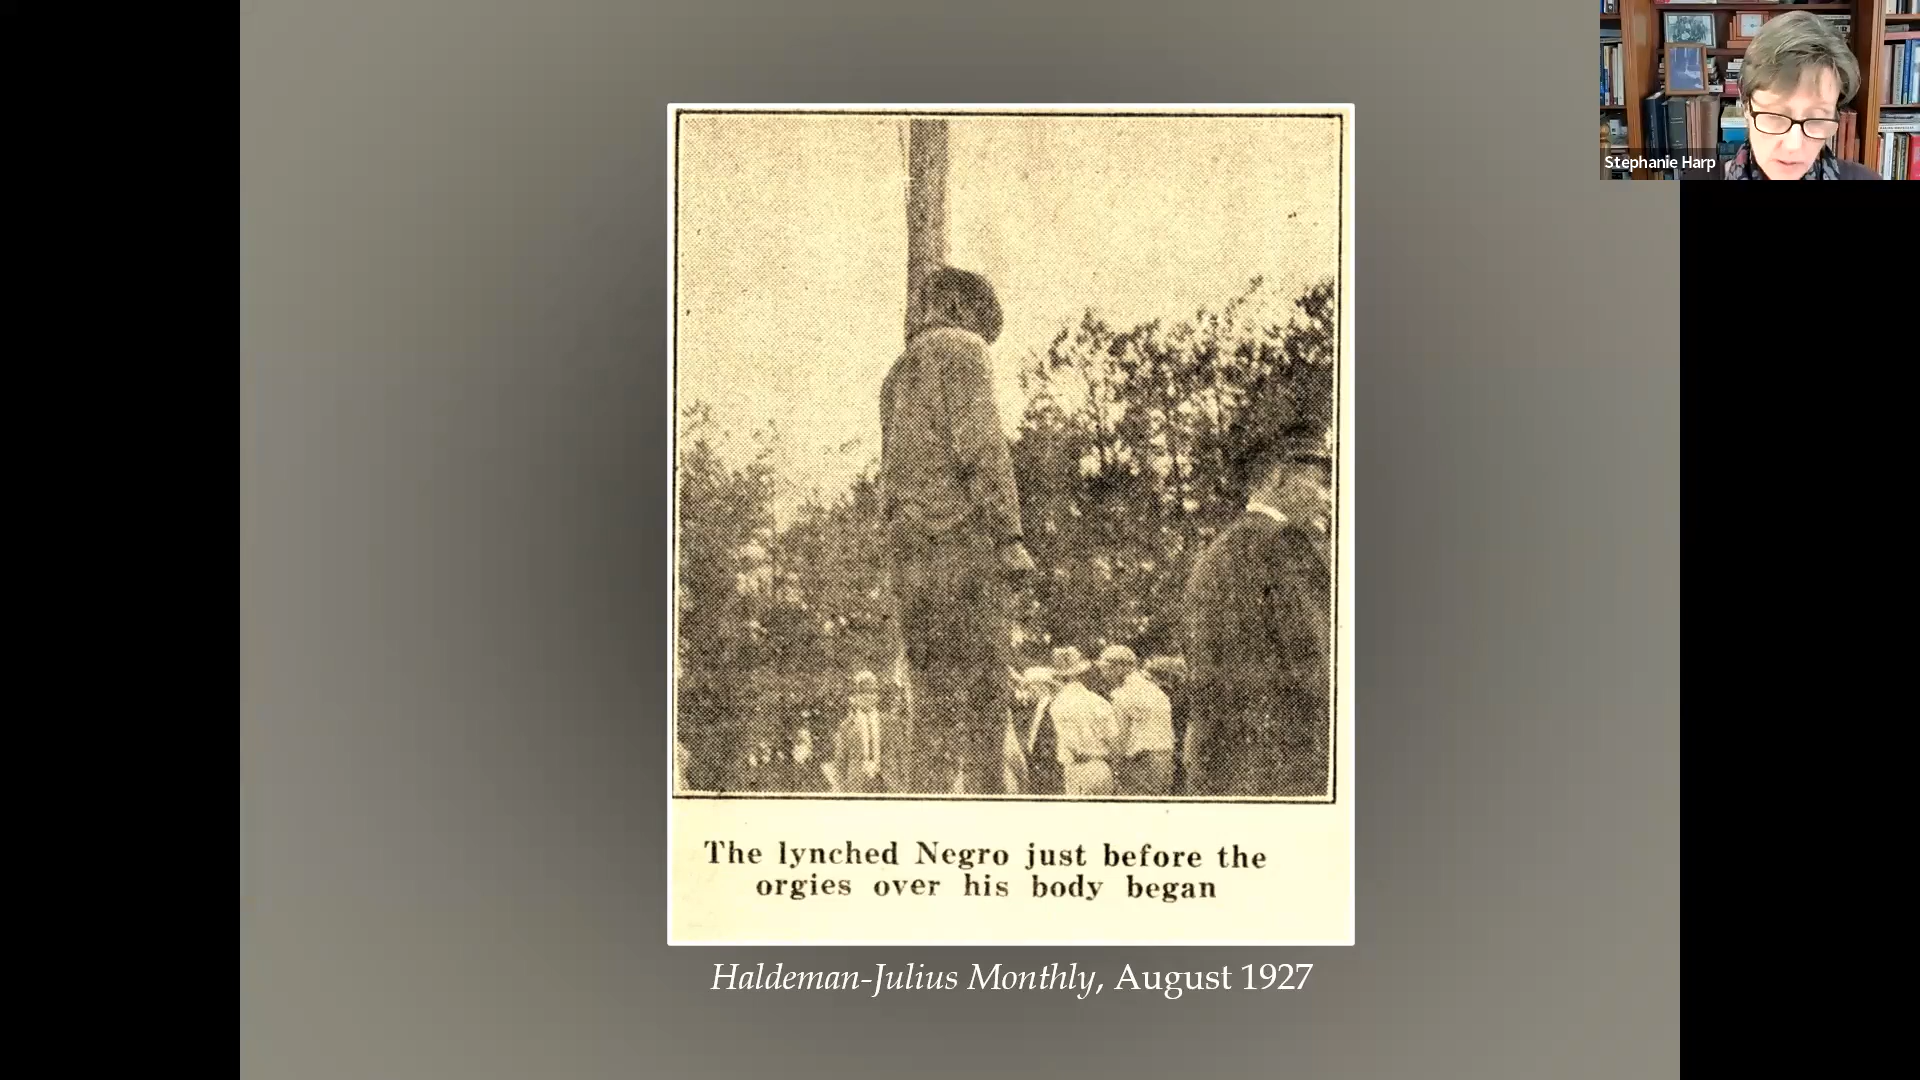 Stephanie Harp
The lynched Negro just before the
orgies over his body began
Haldeman-Julius Monthly, August 1927